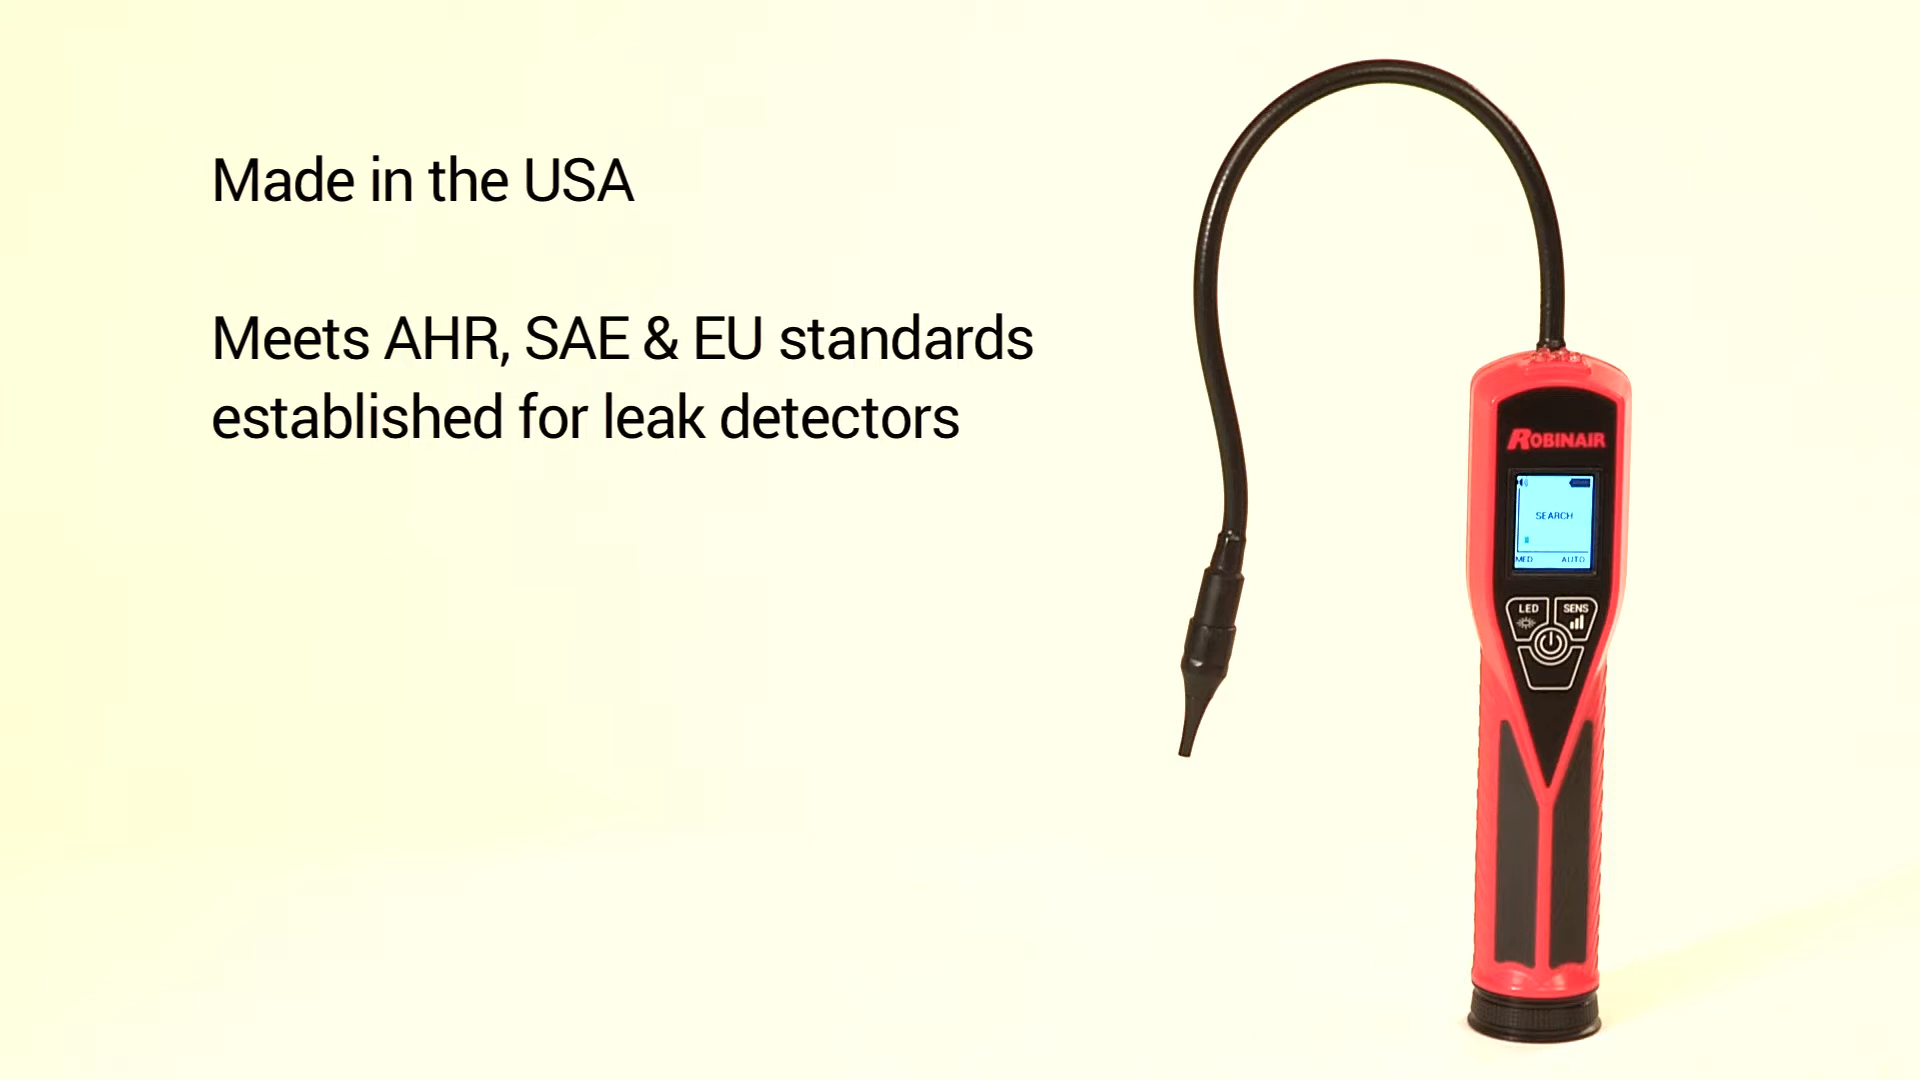 Made in the USA
Meets AHR, SAE & EU standards
established for leak detectors
ROBINAIR
SEARCH
MED AUTO
LED SENS